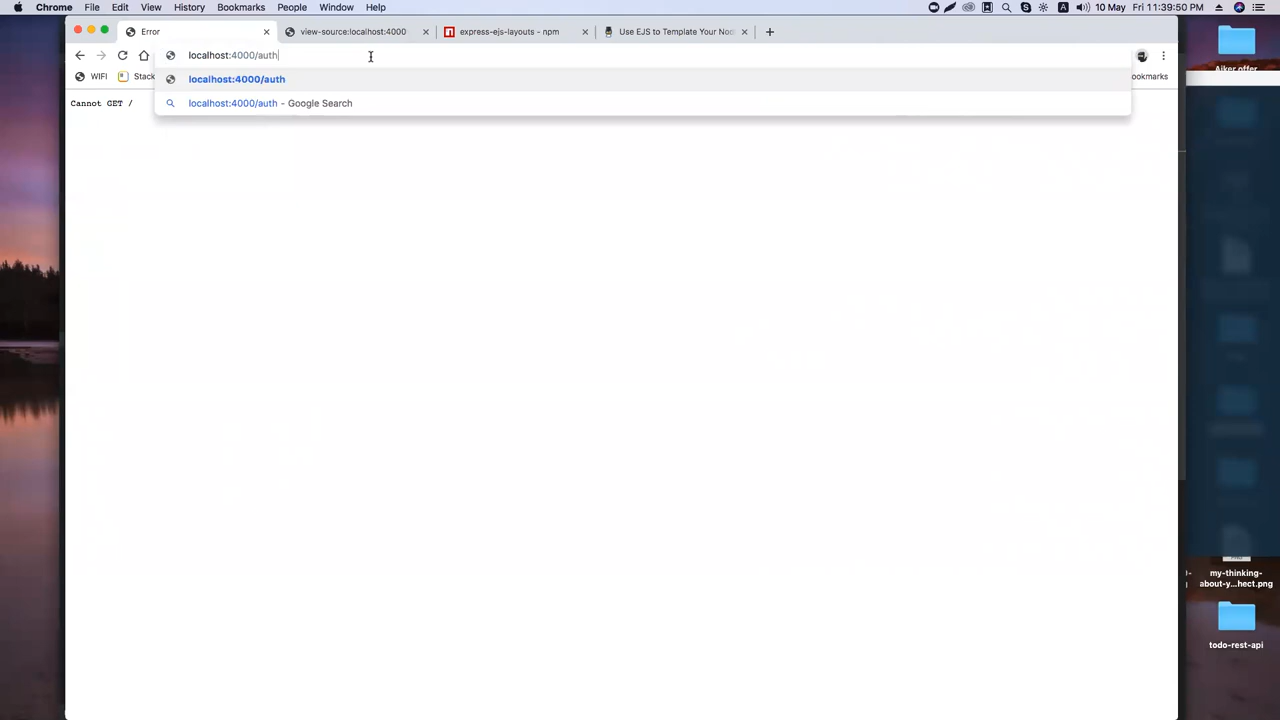 Chrome File Edit View History Bookmarks People Window Help
10 May Fri 11:39:50 PM
Error
view-source:localhost:4000
express-ejs-layouts - npm
Use EJS to Template Your Nod
localhost:4000/auth
WIFI
Stack
ookmarks
localhost:4000/auth
localhost:4000/auth - Google Search
Cannot GET /
Aiker offer
my-thinking-
about-y...hect.png
todo-rest-api